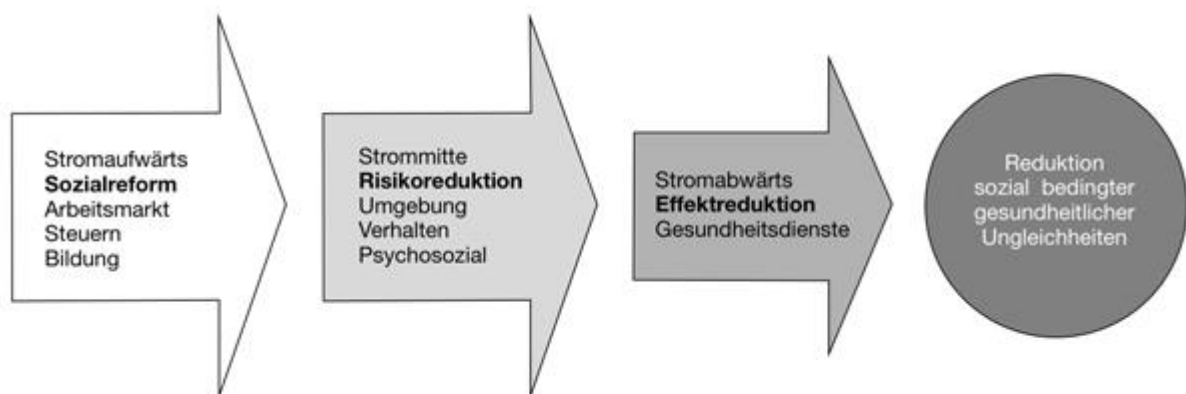 Stromaufwärts
Sozialreform
Arbeitsmarkt
Steuern
Bildung
Strommitte
Risikoreduktion
Umgebung
Verhalten
Psychosozial
Stromabwärts
Effektreduktion
Gesundheitsdienste
Reduktion
sozial bedingter
gesundheitlicher
Ungleichheiten